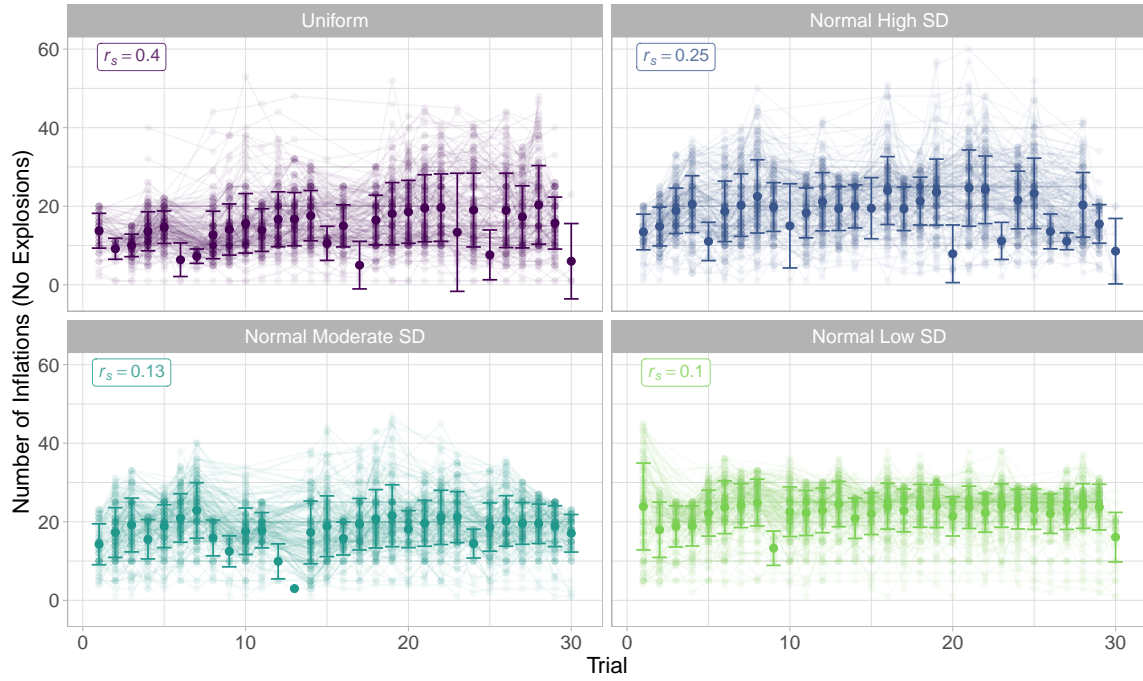 Uniform
Normal High SD
r_s = 0.4
r_s = 0.25
60
40
20
0
Normal Moderate SD
Normal Low SD
r_s = 0.13
r_s = 0.1
60
40
20
0
0 10 20 30
0 10 20 30
Number of Inflations (No Explosions)
Trial